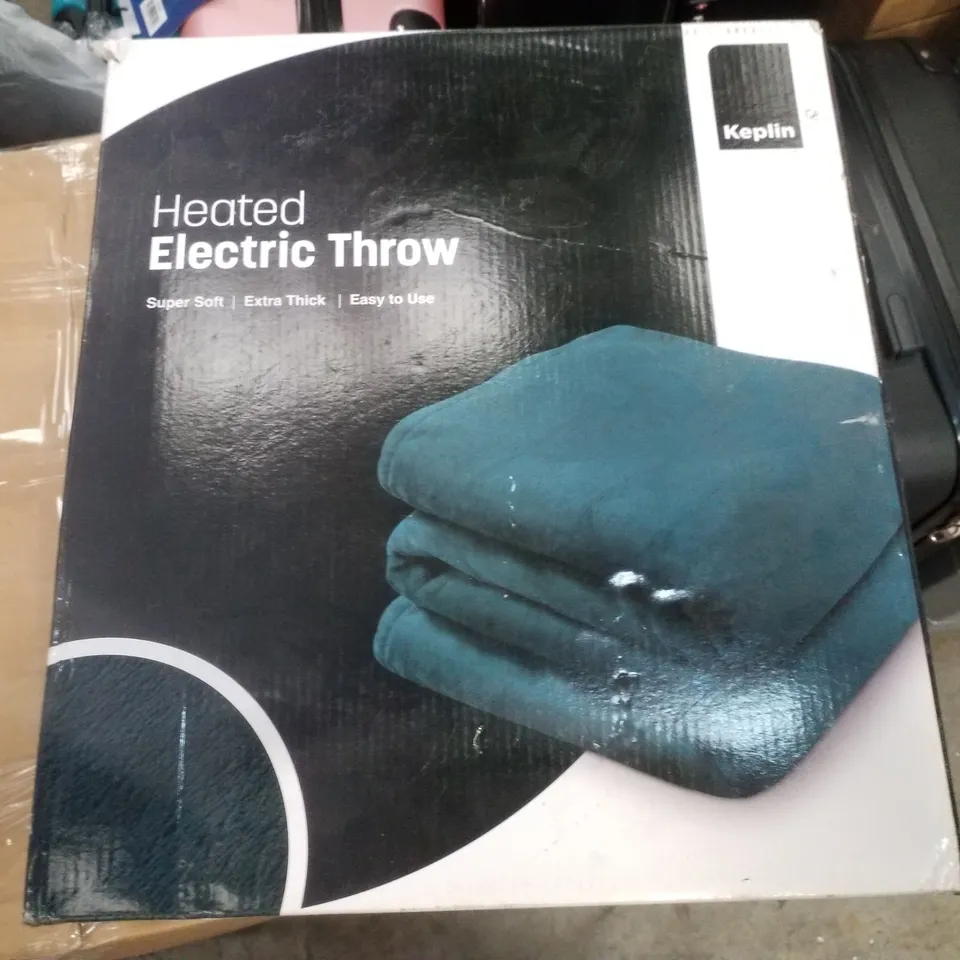 Keplin
Heated
Electric Throw
Super Soft | Extra Thick | Easy to Use